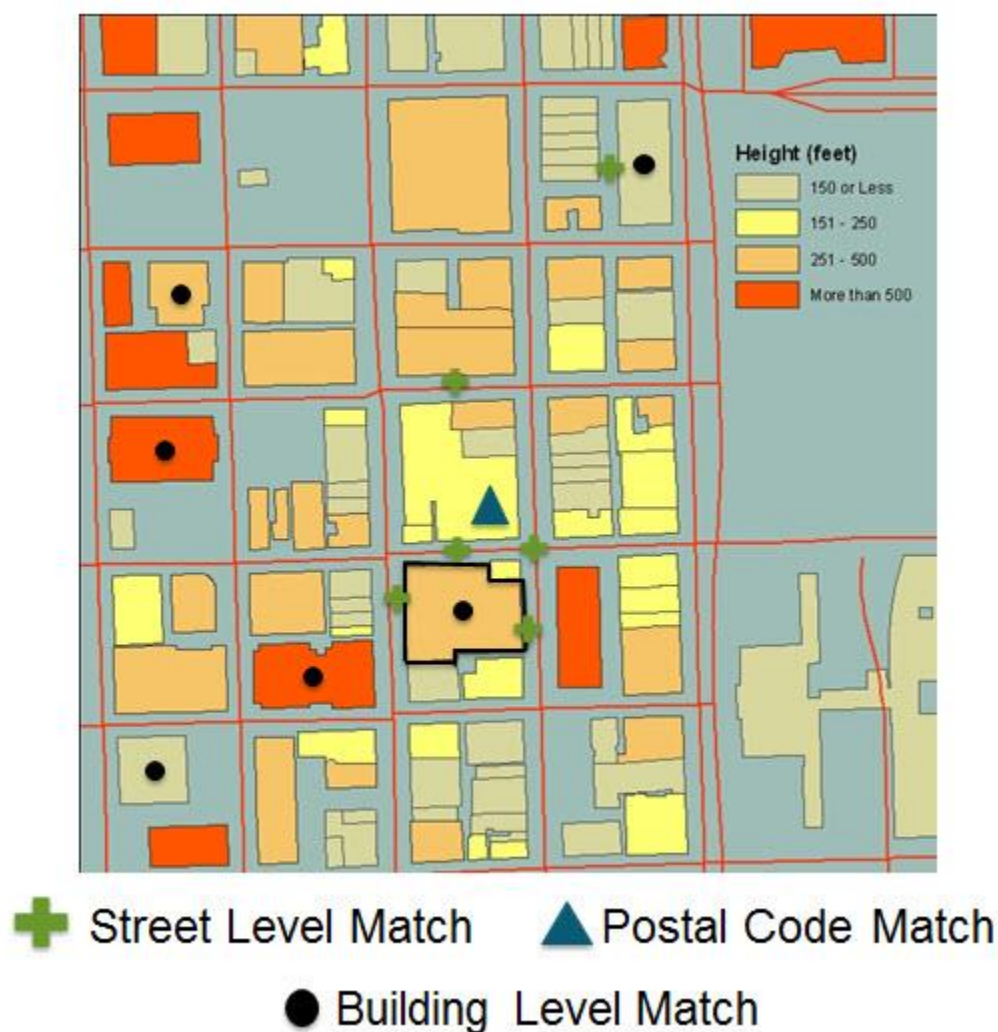 Height (feet)
150 or Less
151 - 250
251 - 500
More than 500
Street Level Match
Postal Code Match
Building Level Match